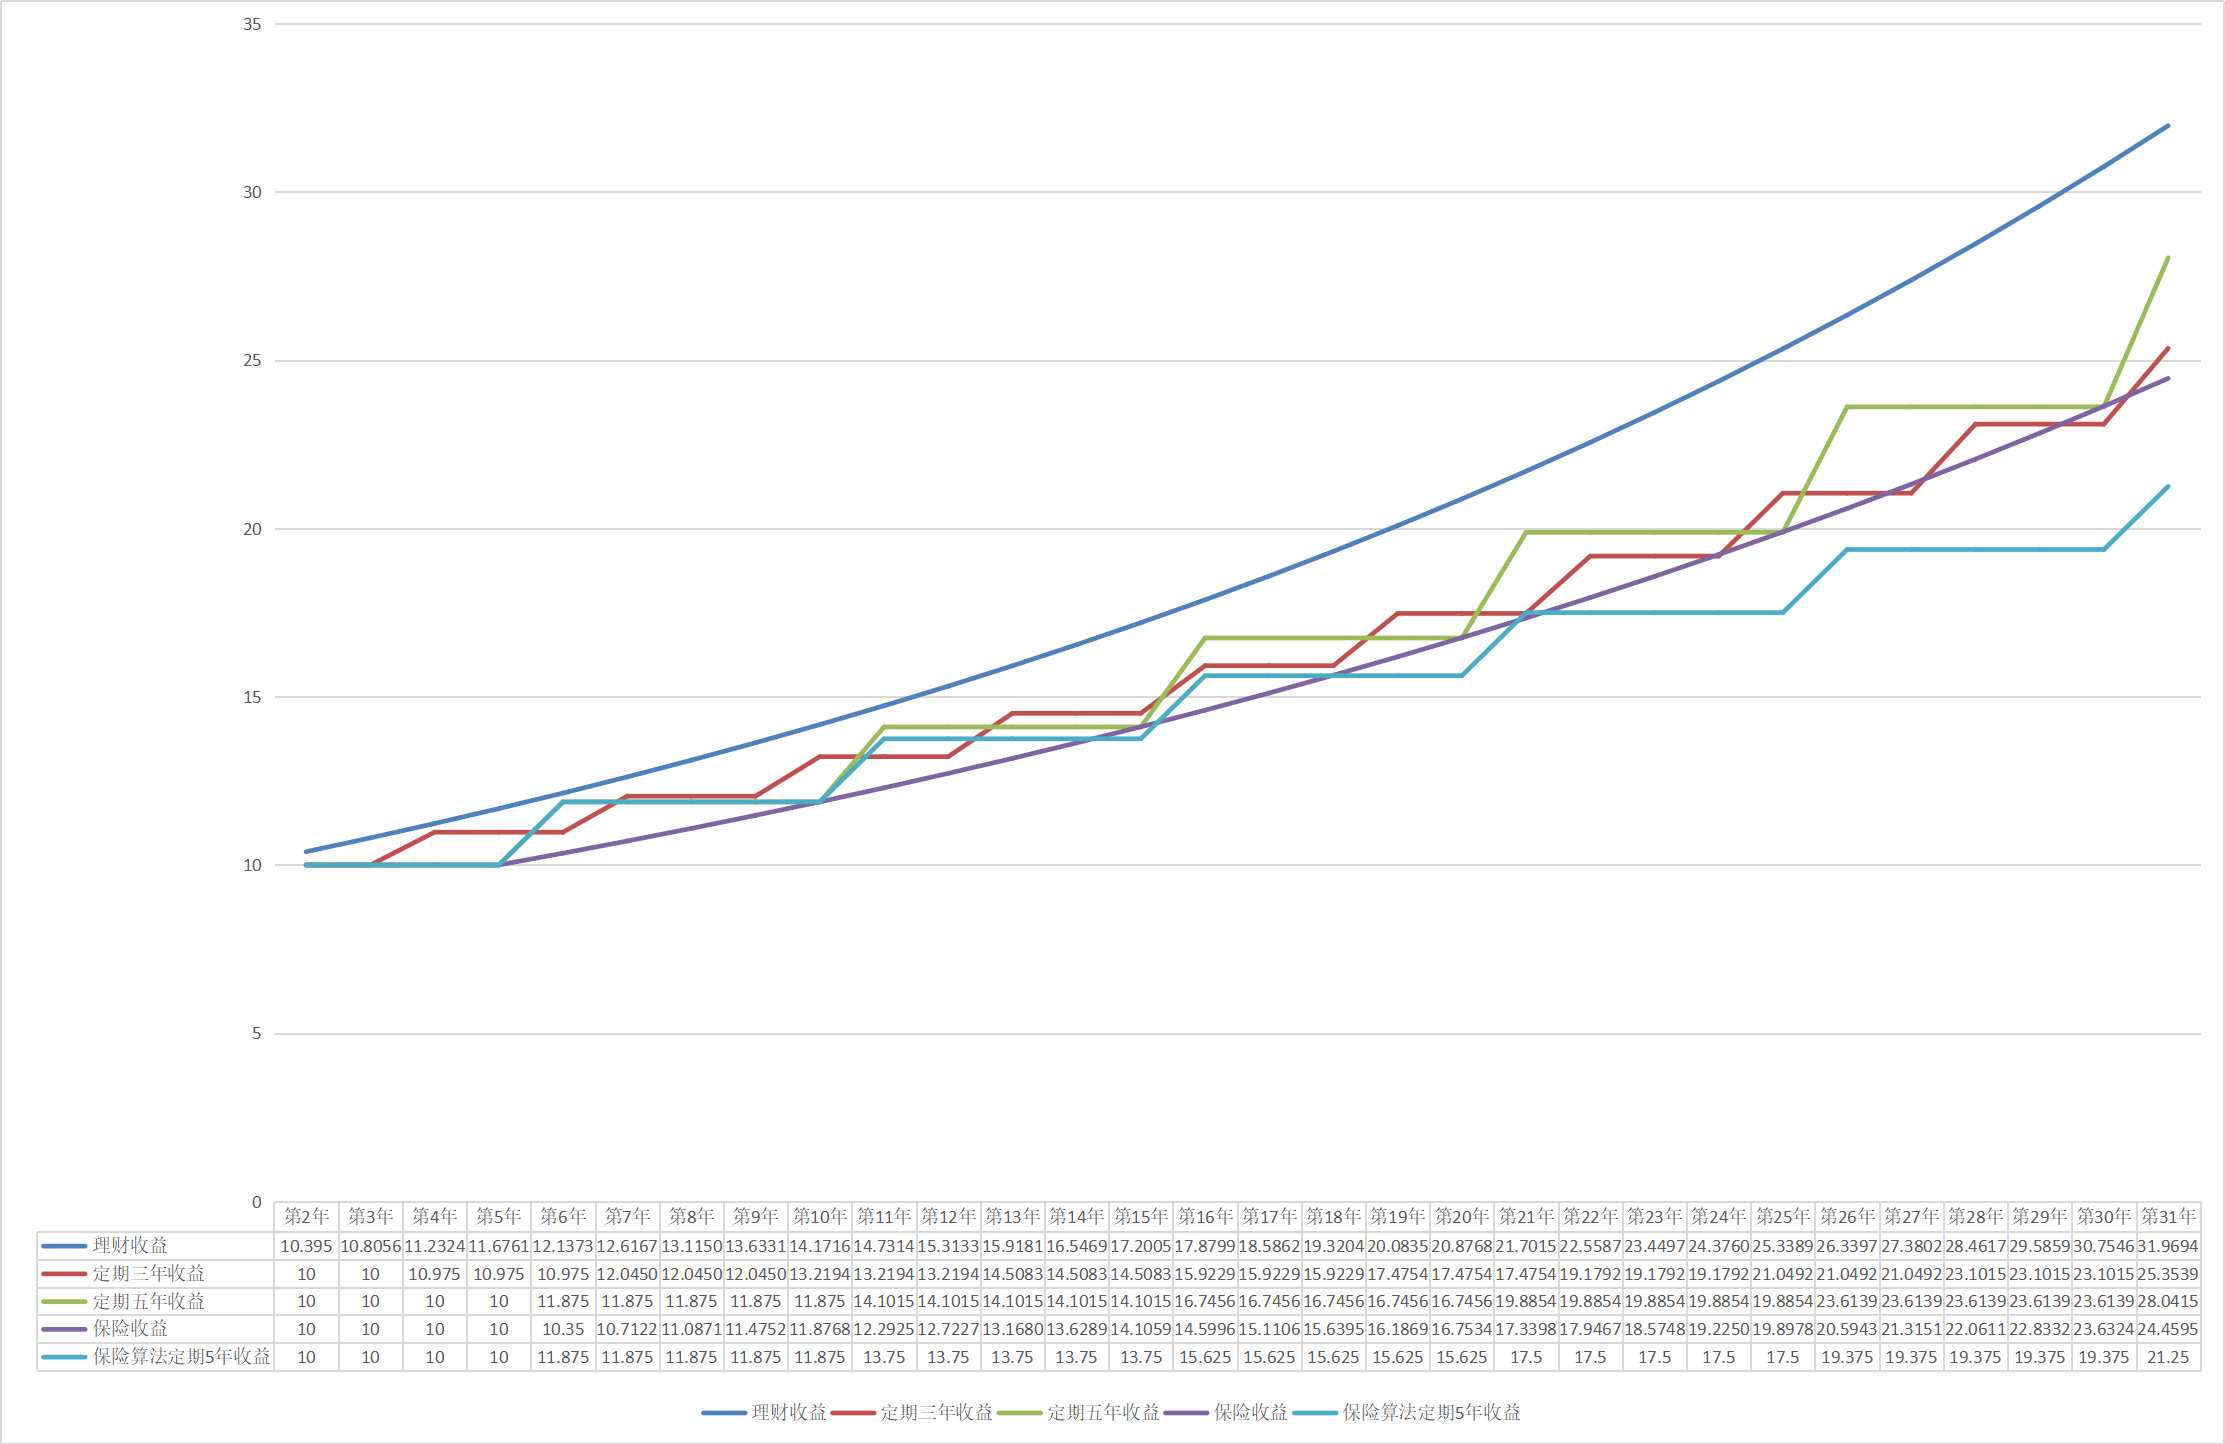 35
30
25
20
15
10
5
0
第2年 第3年 第4年 第5年 第6年 第7年 第8年 第9年 第10年 第11年 第12年 第13年 第14年 第15年 第16年 第17年 第18年 第19年 第20年 第21年 第22年 第23年 第24年 第25年 第26年 第27年 第28年 第29年 第30年 第31年
理财收益 10.395 10.8056 11.2324 11.6761 12.1373 12.6167 13.1150 13.6331 14.1716 14.7314 15.3133 15.9181 16.5469 17.2005 17.8799 18.5862 19.3204 20.0835 20.8768 21.7015 22.5587 23.4497 24.3760 25.3389 26.3397 27.3802 28.4617 29.5859 30.7546 31.9694
定期三年收益 10 10 10.975 10.975 10.975 12.0450 12.0450 12.0450 13.2194 13.2194 13.2194 14.5083 14.5083 14.5083 15.9229 15.9229 15.9229 17.4754 17.4754 17.4754 19.1792 19.1792 19.1792 21.0492 21.0492 21.0492 23.1015 23.1015 23.1015 25.3539
定期五年收益 10 10 10 10 11.875 11.875 11.875 11.875 11.875 14.1015 14.1015 14.1015 14.1015 14.1015 16.7456 16.7456 16.7456 16.7456 16.7456 19.8854 19.8854 19.8854 19.8854 19.8854 23.6139 23.6139 23.6139 23.6139 23.6139 28.0415
保险收益 10 10 10 10 10.35 10.7122 11.0871 11.4752 11.8768 12.2925 12.7227 13.1680 13.6289 14.1059 14.5996 15.1106 15.6395 16.1869 16.7534 17.3398 17.9467 18.5748 19.2250 19.8978 20.5943 21.3151 22.0611 22.8332 23.6324 24.4595
保险算法定期5年收益 10 10 10 10 11.875 11.875 11.875 11.875 11.875 13.75 13.75 13.75 13.75 13.75 15.625 15.625 15.625 15.625 15.625 17.5 17.5 17.5 17.5 17.5 19.375 19.375 19.375 19.375 19.375 21.25
理财收益 定期三年收益 定期五年收益 保险收益 保险算法定期5年收益